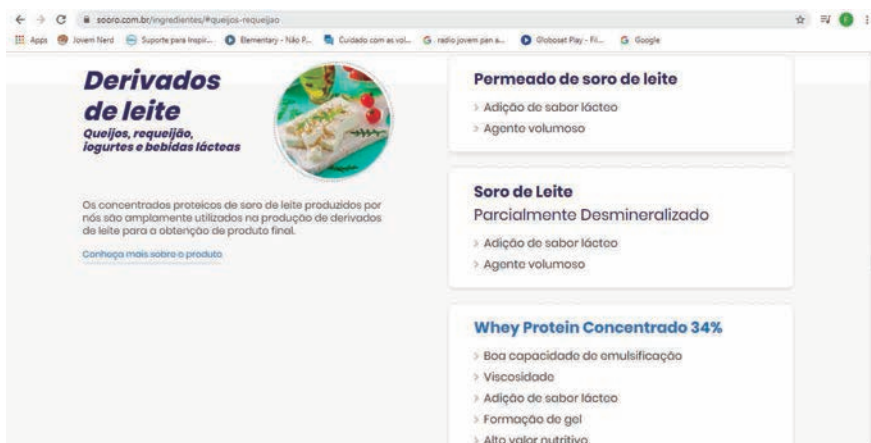 sooro.com.br/ingredientes/#queijos-requeijao
Apps Jovem Nerd Suporte para Inspir... Elementary - Não P... Cuidado com as vol... radio jovem pan a... Globosat Play - Fil... Google
Derivados
de leite
Queijos, requeijão,
iogurtes e bebidas lácteas
Os concentrados proteicos de soro de leite produzidos por
nós são amplamente utilizados na produção de derivados
de leite para a obtenção de produto final.
Conheça mais sobre o produto
Permeado de soro de leite
> Adição de sabor lácteo
> Agente volumoso
Soro de Leite
Parcialmente Desmineralizado
> Adição de sabor lácteo
> Agente volumoso
Whey Protein Concentrado 34%
> Boa capacidade de emulsificação
> Viscosidade
> Adição de sabor lácteo
> Formação de gel
> Alto valor nutritivo